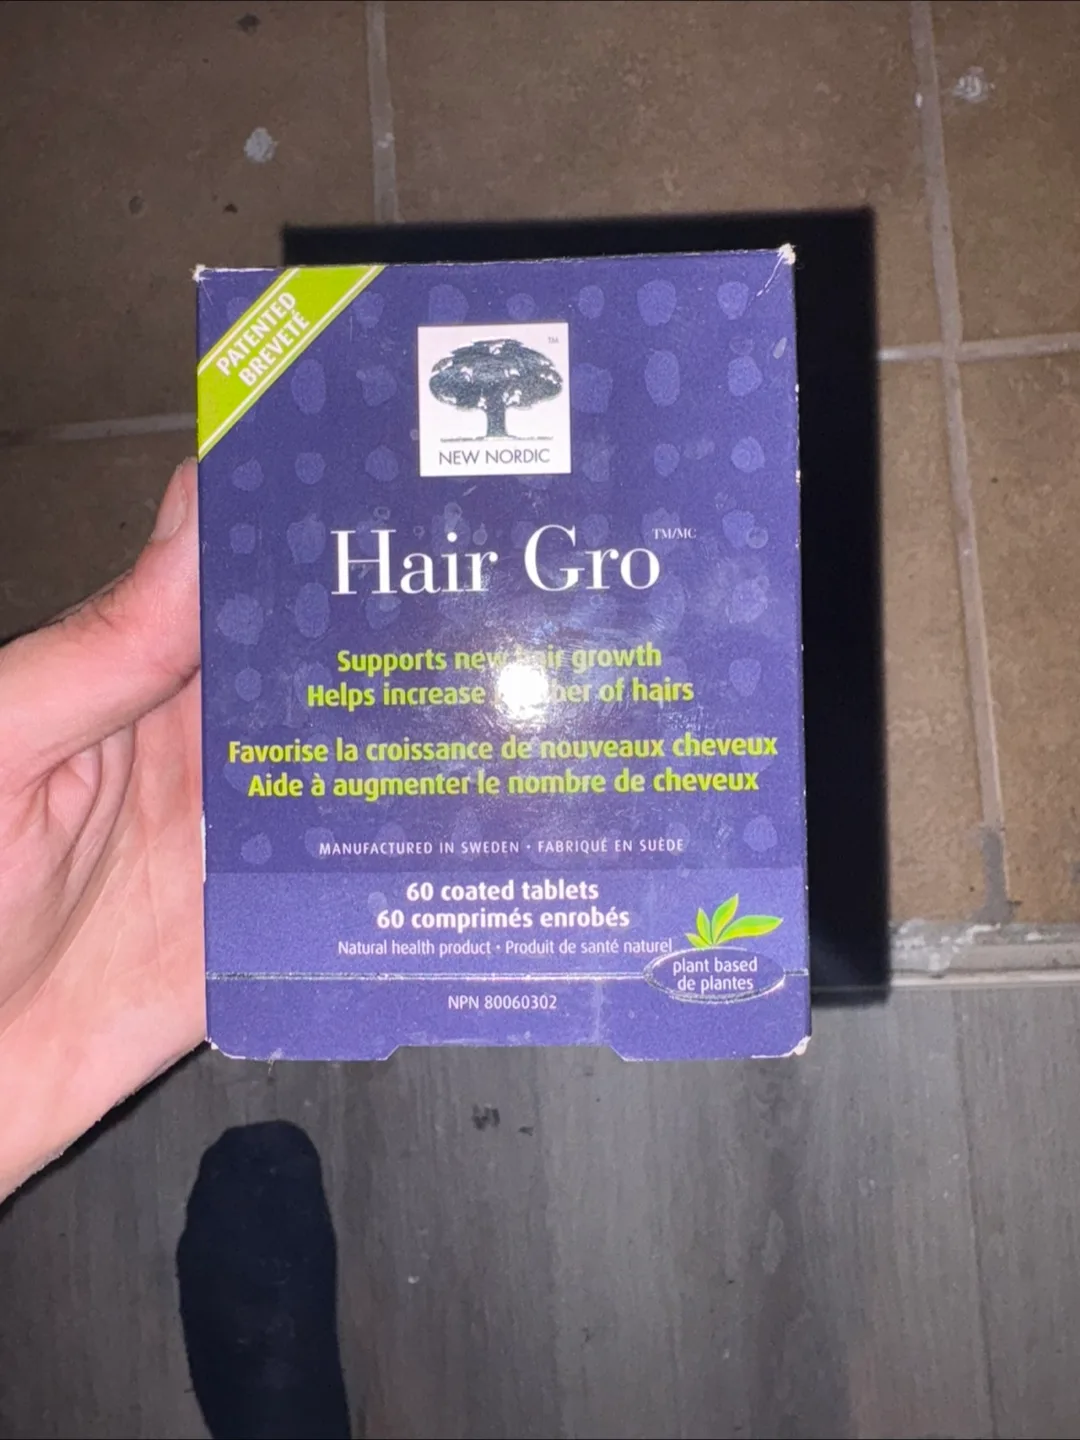 PATENTED
BREVETÉ
TM
NEW NORDIC
Hair Gro TM/MC
Supports new hair growth
Helps increase of hairs
Favorise la croissance de nouveaux cheveux
Aide à augmenter le nombre de cheveux
MANUFACTURED IN SWEDEN • FABRIQUÉ EN SUÈDE
60 coated tablets
60 comprimés enrobés
Natural health product • Produit de santé naturel
plant based
de plantes
NPN 80060302